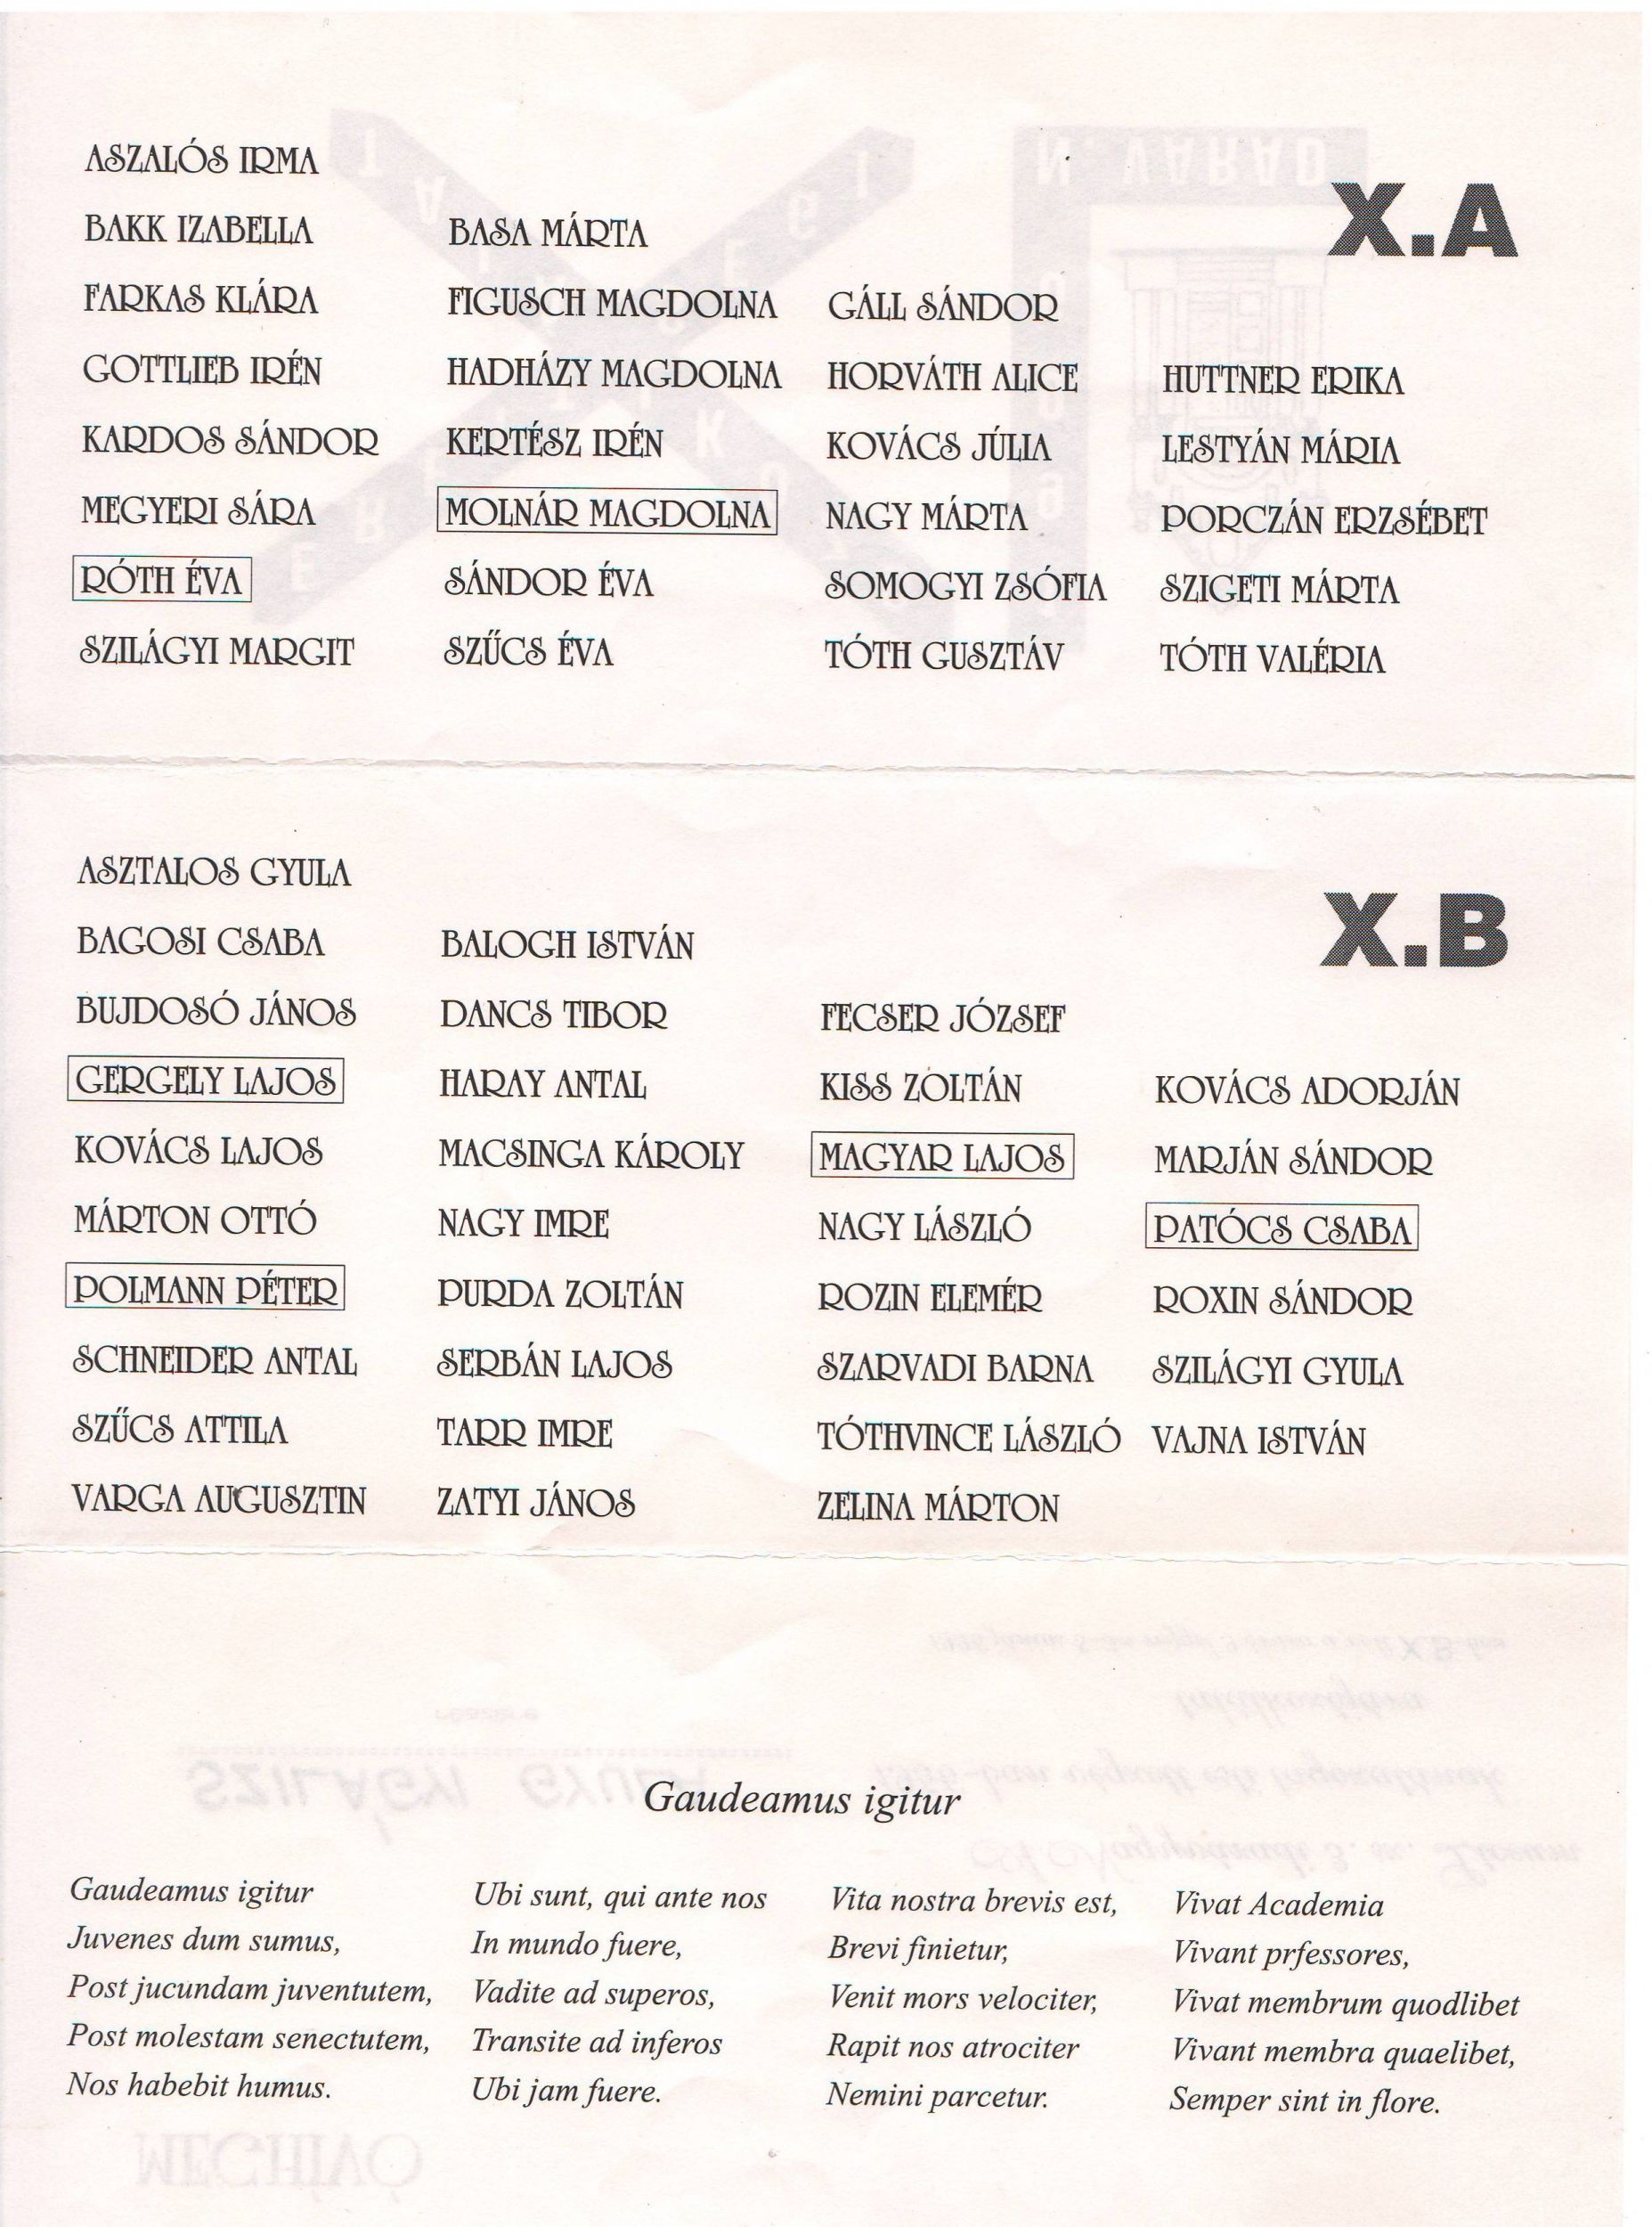 X.A
ASZALÓS IRMA
BAKK IZABELLA BASA MÁRTA
FARKAS KLÁRA FIGUSCH MAGDOLNA GÁLL SÁNDOR
GOTTLIEB IRÉN HADHÁZY MAGDOLNA HORVÁTH ALICE HUTTNER ERIKA
KARDOS SÁNDOR KERTÉSZ IRÉN KOVÁCS JÚLIA LESTYÁN MÁRIA
MEGYERI SÁRA MOLNÁR MAGDOLNA NAGY MÁRTA PORCZÁN ERZSÉBET
RÓTH ÉVA SÁNDOR ÉVA SOMOGYI ZSÓFIA SZIGETI MÁRTA
SZILÁGYI MARGIT SZŰCS ÉVA TÓTH GUSZTÁV TÓTH VALÉRIA
X.B
ASZTALOS GYULA
BAGOSI CSABA BALOGH ISTVÁN
BUJDOSÓ JÁNOS DANCS TIBOR FECSER JÓZSEF
GERGELY LAJOS HARAY ANTAL KISS ZOLTÁN KOVÁCS ADORJÁN
KOVÁCS LAJOS MACSINGA KÁROLY MAGYAR LAJOS MARJÁN SÁNDOR
MÁRTON OTTÓ NAGY IMRE NAGY LÁSZLÓ PATÓCS CSABA
POLMANN PÉTER PURDA ZOLTÁN ROZIN ELEMÉR ROXIN SÁNDOR
SCHNEIDER ANTAL SERBÁN LAJOS SZARVADI BARNA SZILÁGYI GYULA
SZŰCS ATTILA TARR IMRE TÓTHVINCE LÁSZLÓ VAJNA ISTVÁN
VARGA AUGUSZTIN ZATYI JÁNOS ZELINA MÁRTON
Gaudeamus igitur
Gaudeamus igitur
Juvenes dum sumus,
Post jucundam juventutem,
Post molestam senectutem,
Nos habebit humus.
Ubi sunt, qui ante nos
In mundo fuere,
Vadite ad superos,
Transite ad inferos
Ubi jam fuere.
Vita nostra brevis est,
Brevi finietur,
Venit mors velociter,
Rapit nos atrociter
Nemini parcetur.
Vivat Academia
Vivant prfessores,
Vivat membrum quodlibet
Vivant membra quaelibet,
Semper sint in flore.